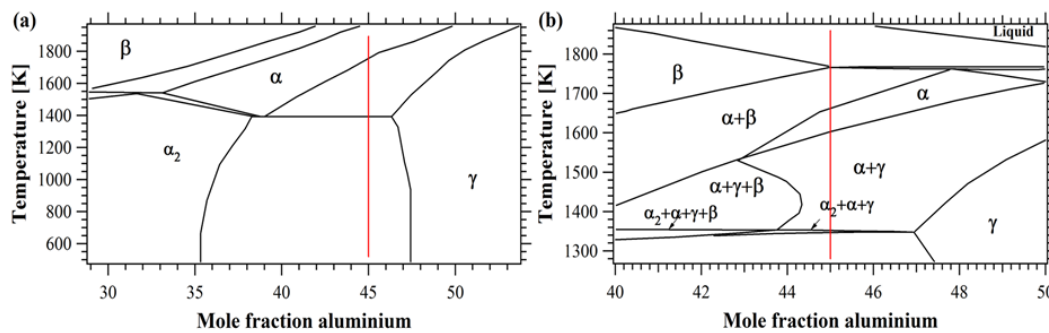 (a)
Temperature [K]
1800
1600
1400
1200
1000
800
600
β
α
α₂
γ
30
35
40
45
50
Mole fraction aluminium
(b)
Temperature [K]
1800
1700
1600
1500
1400
1300
Liquid
β
α
α+β
α+γ
α+γ+β
α₂+α+γ+β
α₂+α+γ
γ
40
42
44
46
48
50
Mole fraction aluminium